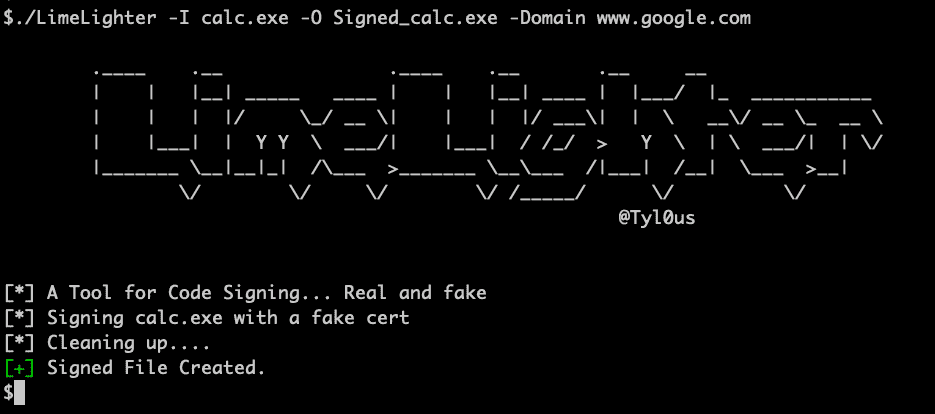 $./LimeLighter -I calc.exe -O Signed_calc.exe -Domain www.google.com
LimeLighter
@Tyl0us
[*] A Tool for Code Signing... Real and fake
[*] Signing calc.exe with a fake cert
[*] Cleaning up....
[+] Signed File Created.
$